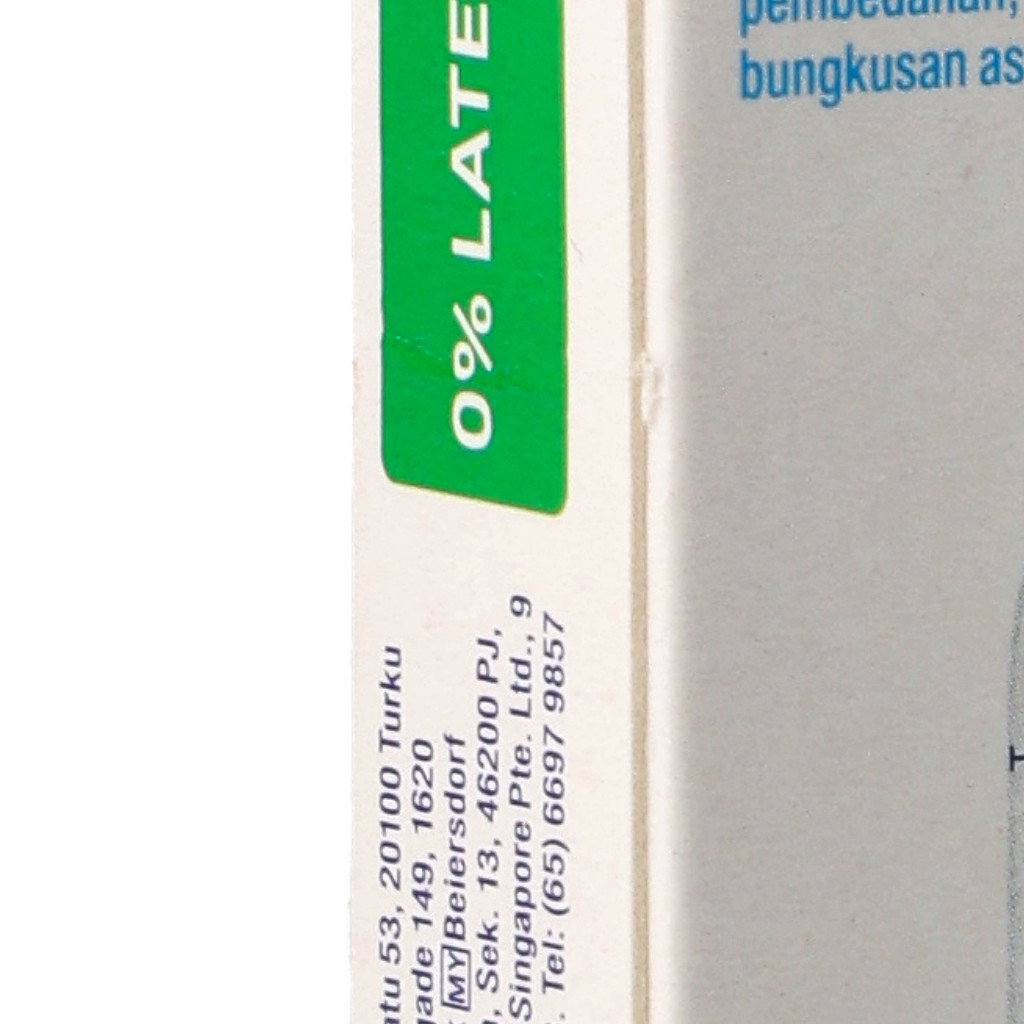 0% LATE
atu 53, 20100 Turku
gade 149, 1620
MY Beiersdorf
, Sek. 13, 46200 PJ,
Singapore Pte. Ltd., 9
. Tel: (65) 6697 9857
bungkusan as